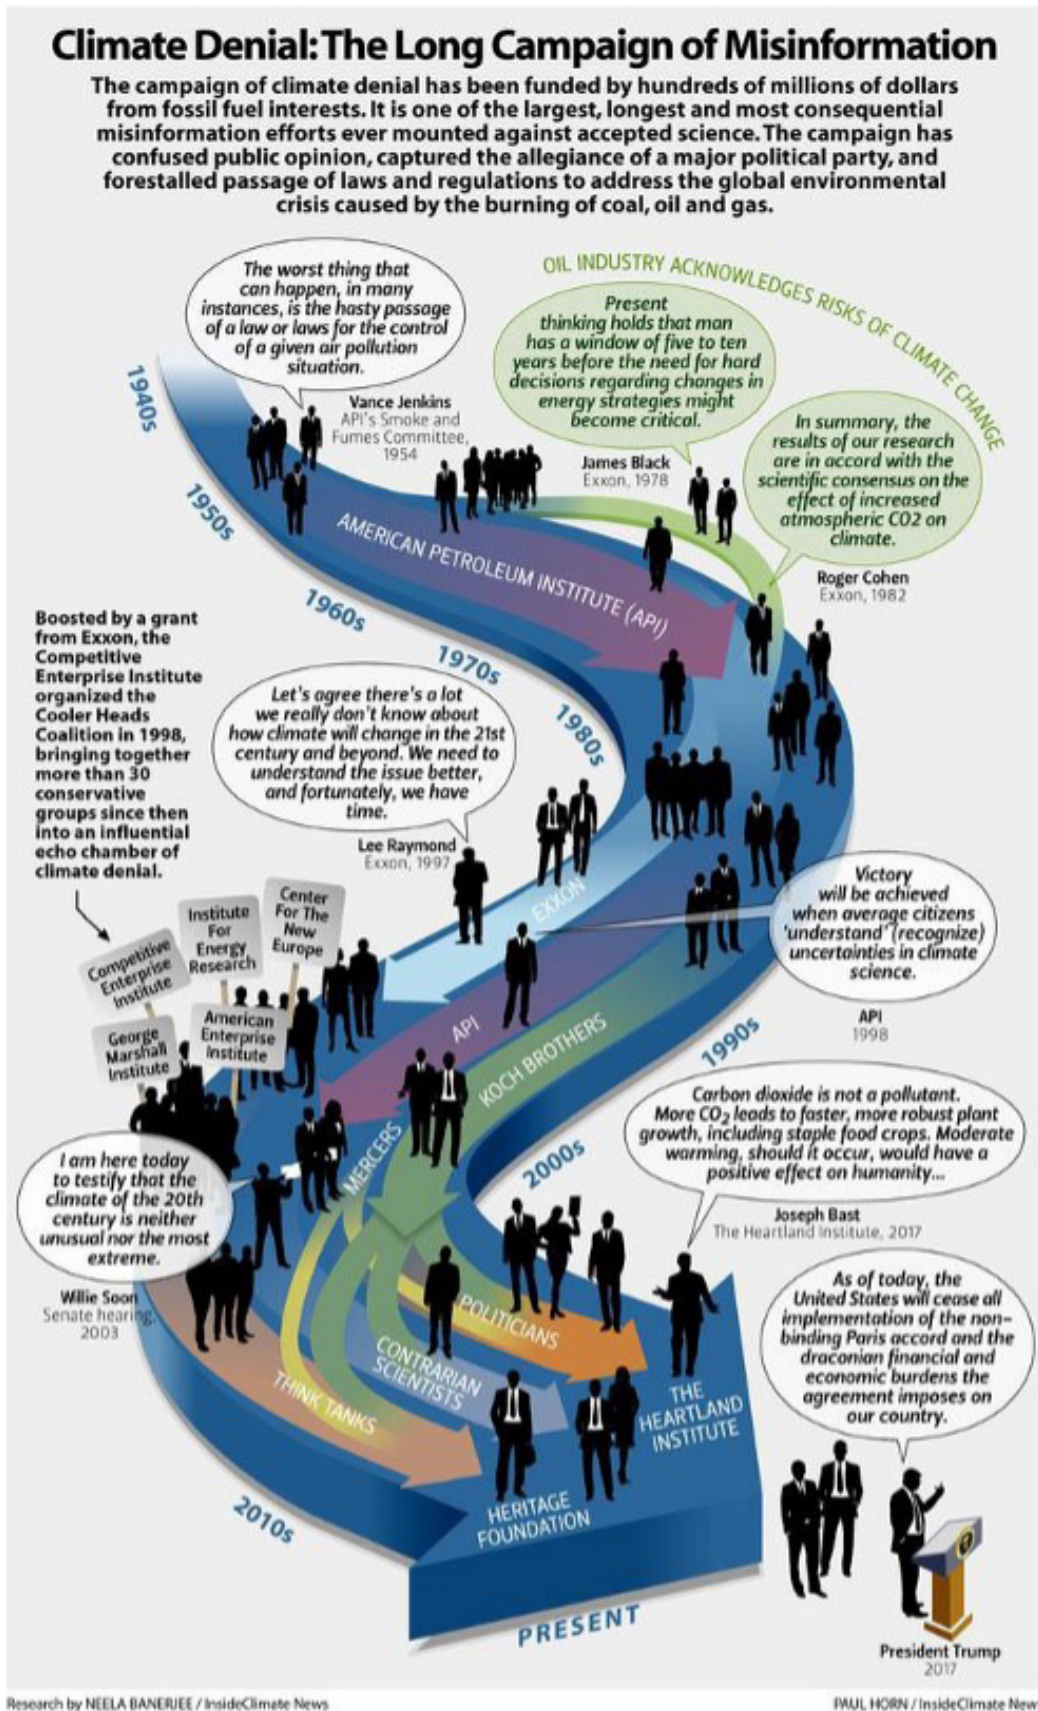 Climate Denial: The Long Campaign of Misinformation
The campaign of climate denial has been funded by hundreds of millions of dollars
from fossil fuel interests. It is one of the largest, longest and most consequential
misinformation efforts ever mounted against accepted science. The campaign has
confused public opinion, captured the allegiance of a major political party, and
forestalled passage of laws and regulations to address the global environmental
crisis caused by the burning of coal, oil and gas.
OIL INDUSTRY ACKNOWLEDGES RISKS OF CLIMATE CHANGE
The worst thing that
can happen, in many
instances, is the hasty passage
of a law or laws for the control
of a given air pollution
situation.
Vance Jenkins
API's Smoke and
Fumes Committee,
1954
Present
thinking holds that man
has a window of five to ten
years before the need for hard
decisions regarding changes in
energy strategies might
become critical.
James Black
Exxon, 1978
In summary, the
results of our research
are in accord with the
scientific consensus on the
effect of increased
atmospheric CO2 on
climate.
Roger Cohen
Exxon, 1982
1940s
1950s
1960s
1970s
1980s
AMERICAN PETROLEUM INSTITUTE (API)
Boosted by a grant
from Exxon, the
Competitive
Enterprise Institute
organized the
Cooler Heads
Coalition in 1998,
bringing together
more than 30
conservative
groups since then
into an influential
echo chamber of
climate denial.
Let's agree there's a lot
we really don't know about
how climate will change in the 21st
century and beyond. We need to
understand the issue better,
and fortunately, we have
time.
Lee Raymond
Exxon, 1997
EXXON
Victory
will be achieved
when average citizens
'understand' (recognize)
uncertainties in climate
science.
API
1998
Competitive
Enterprise
Institute
Institute
For
Energy
Research
Center
For The
New
Europe
George
Marshall
Institute
American
Enterprise
Institute
API
KOCH BROTHERS
1990s
MERCERS
2000s
Carbon dioxide is not a pollutant.
More CO2 leads to faster, more robust plant
growth, including staple food crops. Moderate
warming, should it occur, would have a
positive effect on humanity...
Joseph Bast
The Heartland Institute, 2017
I am here today
to testify that the
climate of the 20th
century is neither
unusual nor the most
extreme.
Willie Soon
Senate hearing,
2003
POLITICIANS
CONTRARIAN
SCIENTISTS
THINK TANKS
THE
HEARTLAND
INSTITUTE
HERITAGE
FOUNDATION
As of today, the
United States will cease all
implementation of the non-
binding Paris accord and the
draconian financial and
economic burdens the
agreement imposes on
our country.
2010s
PRESENT
President Trump
2017
Research by NEELA BANERJEE / InsideClimate News
PAUL HORN / InsideClimate News